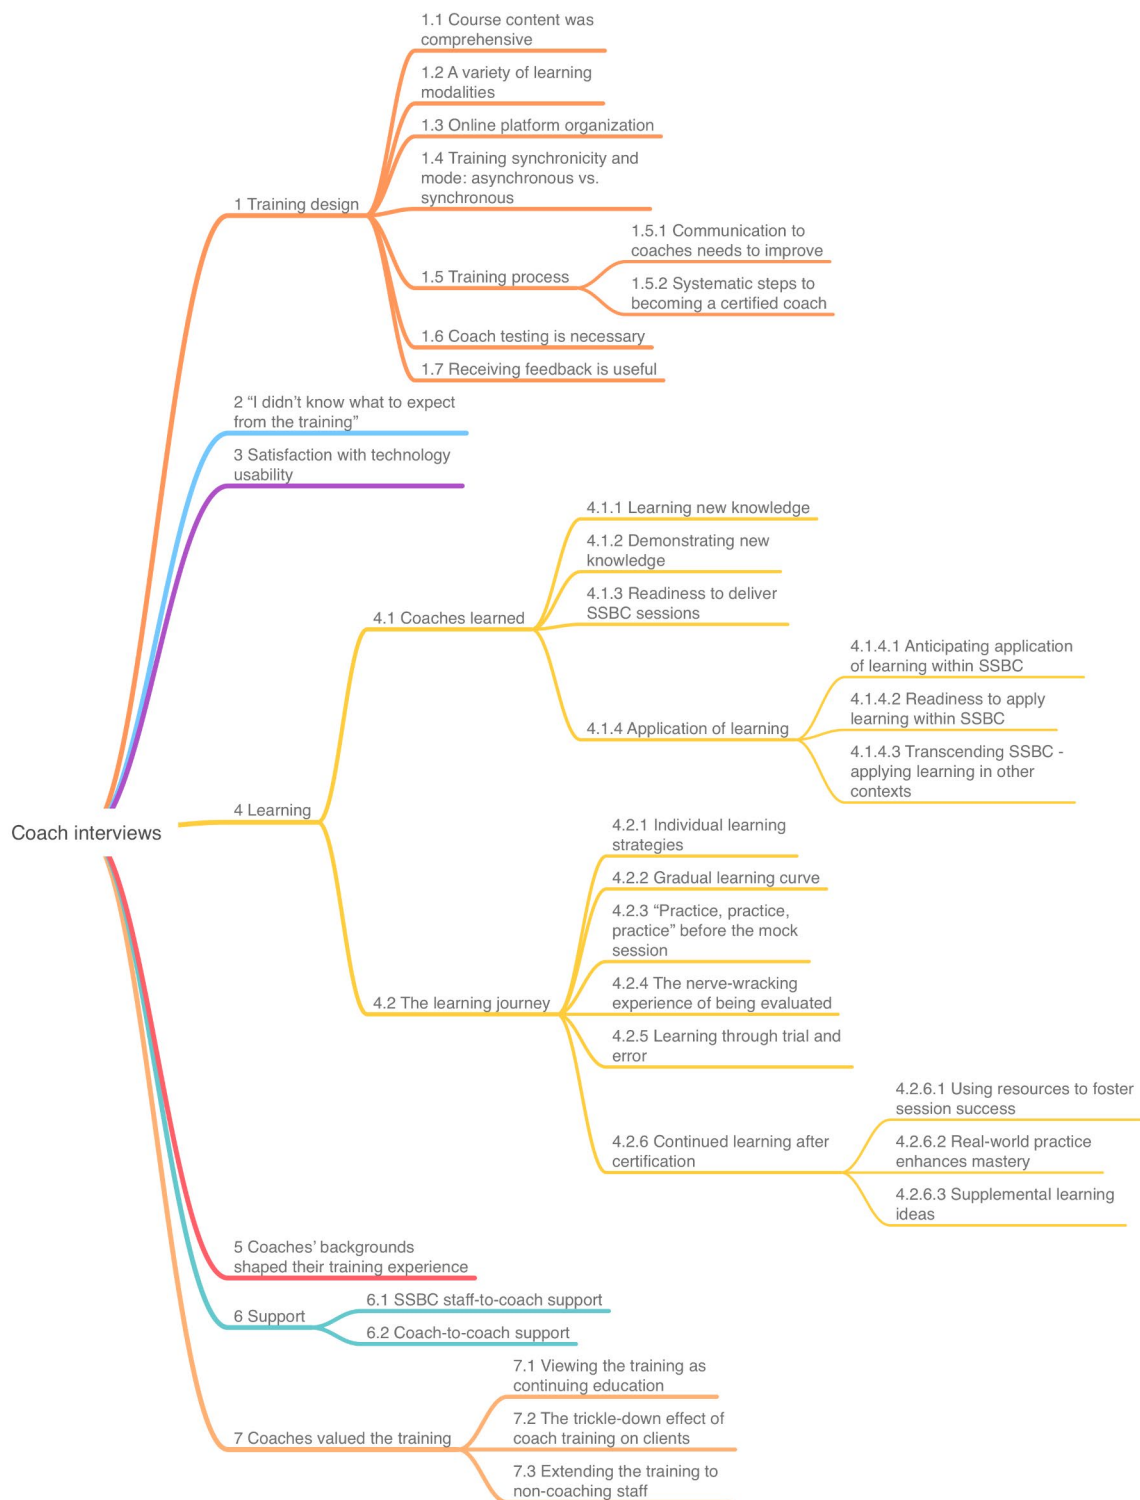 1.1 Course content was
comprehensive
1.2 A variety of learning
modalities
1.3 Online platform organization
1.4 Training synchronicity and
mode: asynchronous vs.
synchronous
1 Training design
1.5.1 Communication to
coaches needs to improve
1.5 Training process
1.5.2 Systematic steps to
becoming a certified coach
1.6 Coach testing is necessary
1.7 Receiving feedback is useful
2 “I didn’t know what to expect
from the training”
3 Satisfaction with technology
usability
4.1.1 Learning new knowledge
4.1.2 Demonstrating new
knowledge
4.1.3 Readiness to deliver
SSBC sessions
4.1 Coaches learned
4.1.4.1 Anticipating application
of learning within SSBC
4.1.4.2 Readiness to apply
learning within SSBC
4.1.4 Application of learning
4.1.4.3 Transcending SSBC -
applying learning in other
contexts
4 Learning
Coach interviews
4.2.1 Individual learning
strategies
4.2.2 Gradual learning curve
4.2.3 “Practice, practice,
practice” before the mock
session
4.2.4 The nerve-wracking
experience of being evaluated
4.2 The learning journey
4.2.5 Learning through trial and
error
4.2.6.1 Using resources to foster
session success
4.2.6 Continued learning after
certification
4.2.6.2 Real-world practice
enhances mastery
4.2.6.3 Supplemental learning
ideas
5 Coaches’ backgrounds
shaped their training experience
6.1 SSBC staff-to-coach support
6 Support
6.2 Coach-to-coach support
7.1 Viewing the training as
continuing education
7.2 The trickle-down effect of
coach training on clients
7 Coaches valued the training
7.3 Extending the training to
non-coaching staff